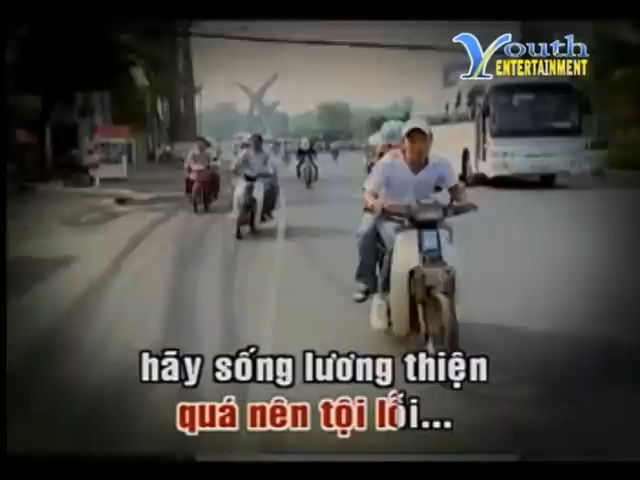 Youth
ENTERTAINMENT
hãy sống lương thiện
quá nên tội lỗi...